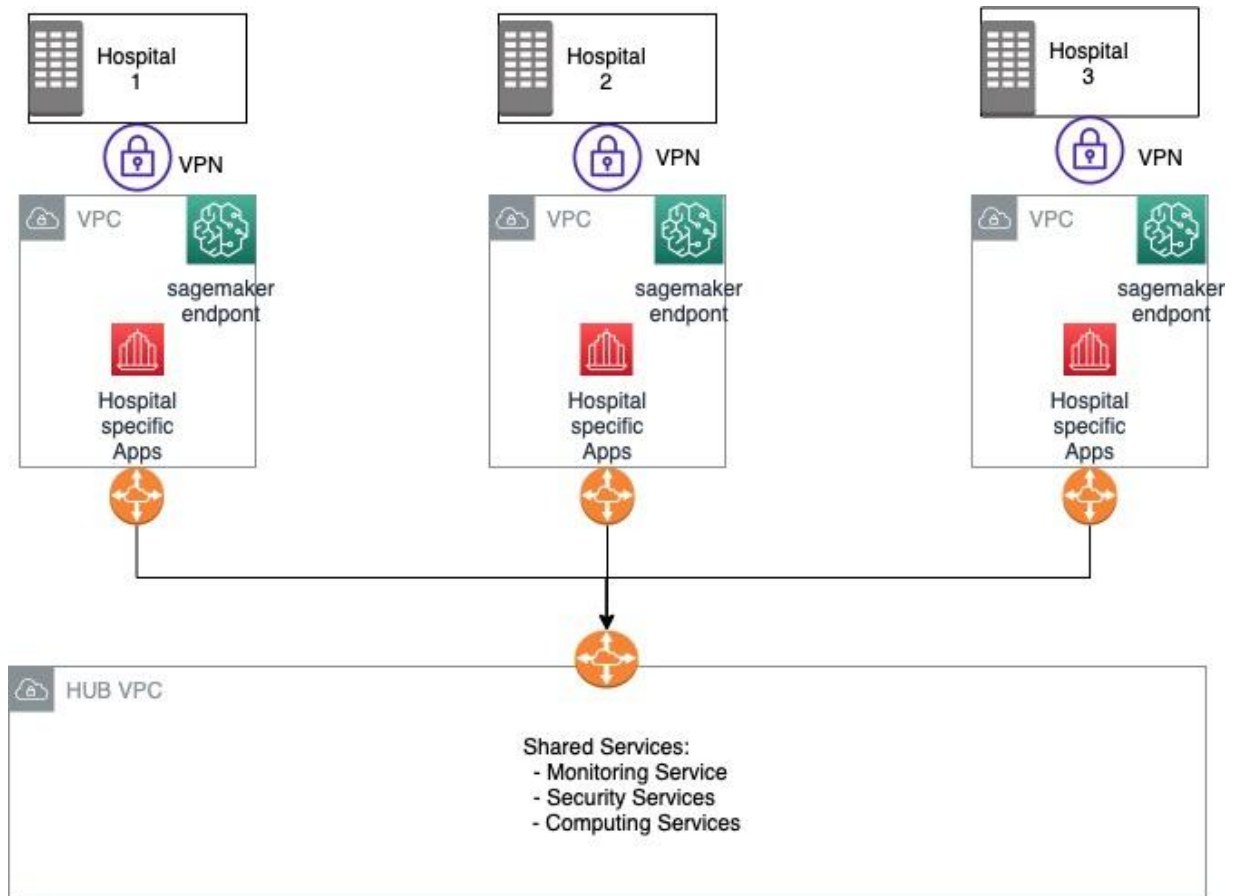 Hospital
1
Hospital
2
Hospital
3
VPN
VPN
VPN
VPC
VPC
VPC
sagemaker
endpont
sagemaker
endpont
sagemaker
endpont
Hospital
specific
Apps
Hospital
specific
Apps
Hospital
specific
Apps
HUB VPC
Shared Services:
- Monitoring Service
- Security Services
- Computing Services